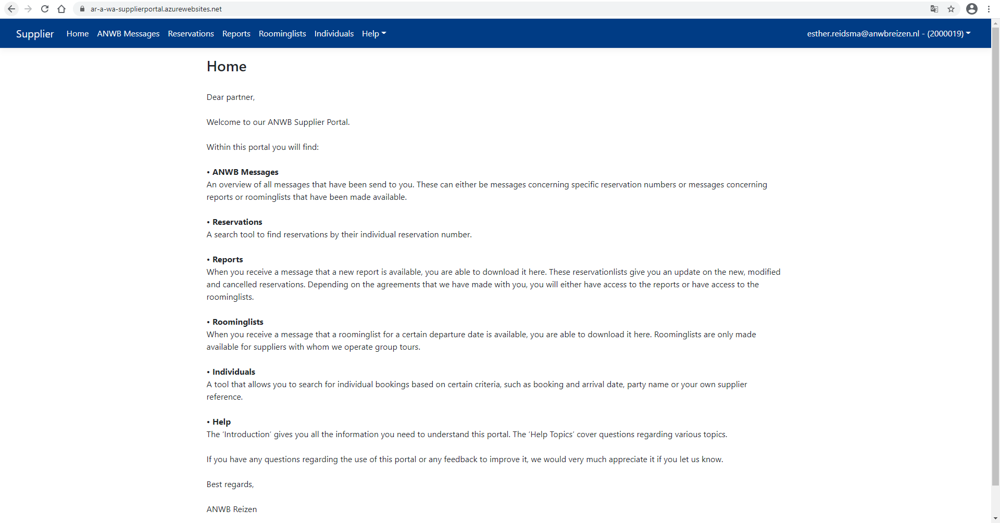 ar-a-wa-supplierportal.azurewebsites.net
Supplier Home ANWB Messages Reservations Reports Roominglists Individuals Help esther.reidsma@anwbreizen.nl - (2000019)
Home
Dear partner,
Welcome to our ANWB Supplier Portal.
Within this portal you will find:
• ANWB Messages
An overview of all messages that have been send to you. These can either be messages concerning specific reservation numbers or messages concerning
reports or roominglists that have been made available.
• Reservations
A search tool to find reservations by their individual reservation number.
• Reports
When you receive a message that a new report is available, you are able to download it here. These reservationlists give you an update on the new, modified
and cancelled reservations. Depending on the agreements that we have made with you, you will either have access to the reports or have access to the
roominglists.
• Roominglists
When you receive a message that a roominglist for a certain departure date is available, you are able to download it here. Roominglists are only made
available for suppliers with whom we operate group tours.
• Individuals
A tool that allows you to search for individual bookings based on certain criteria, such as booking and arrival date, party name or your own supplier
reference.
• Help
The ‘Introduction’ gives you all the information you need to understand this portal. The ‘Help Topics’ cover questions regarding various topics.
If you have any questions regarding the use of this portal or any feedback to improve it, we would very much appreciate it if you let us know.
Best regards,
ANWB Reizen